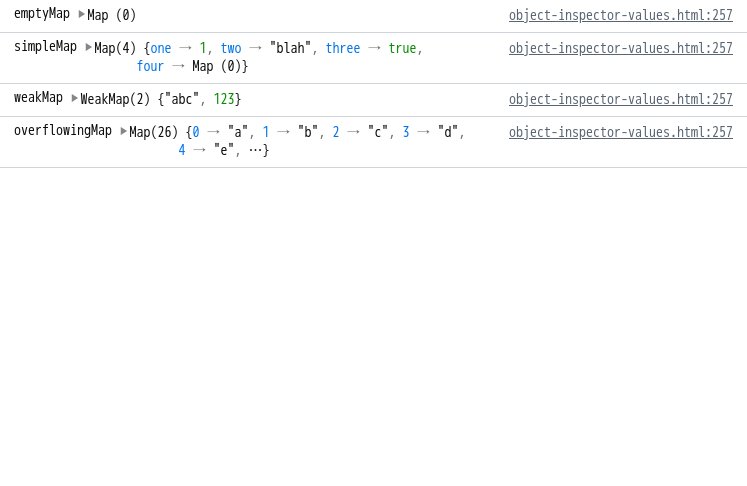 emptyMap ▶Map (0) object-inspector-values.html:257
simpleMap ▶Map(4) {one → 1, two → "blah", three → true, object-inspector-values.html:257
four → Map (0)}
weakMap ▶WeakMap(2) {"abc", 123} object-inspector-values.html:257
overflowingMap ▶Map(26) {0 → "a", 1 → "b", 2 → "c", 3 → "d", object-inspector-values.html:257
4 → "e", ⋯}